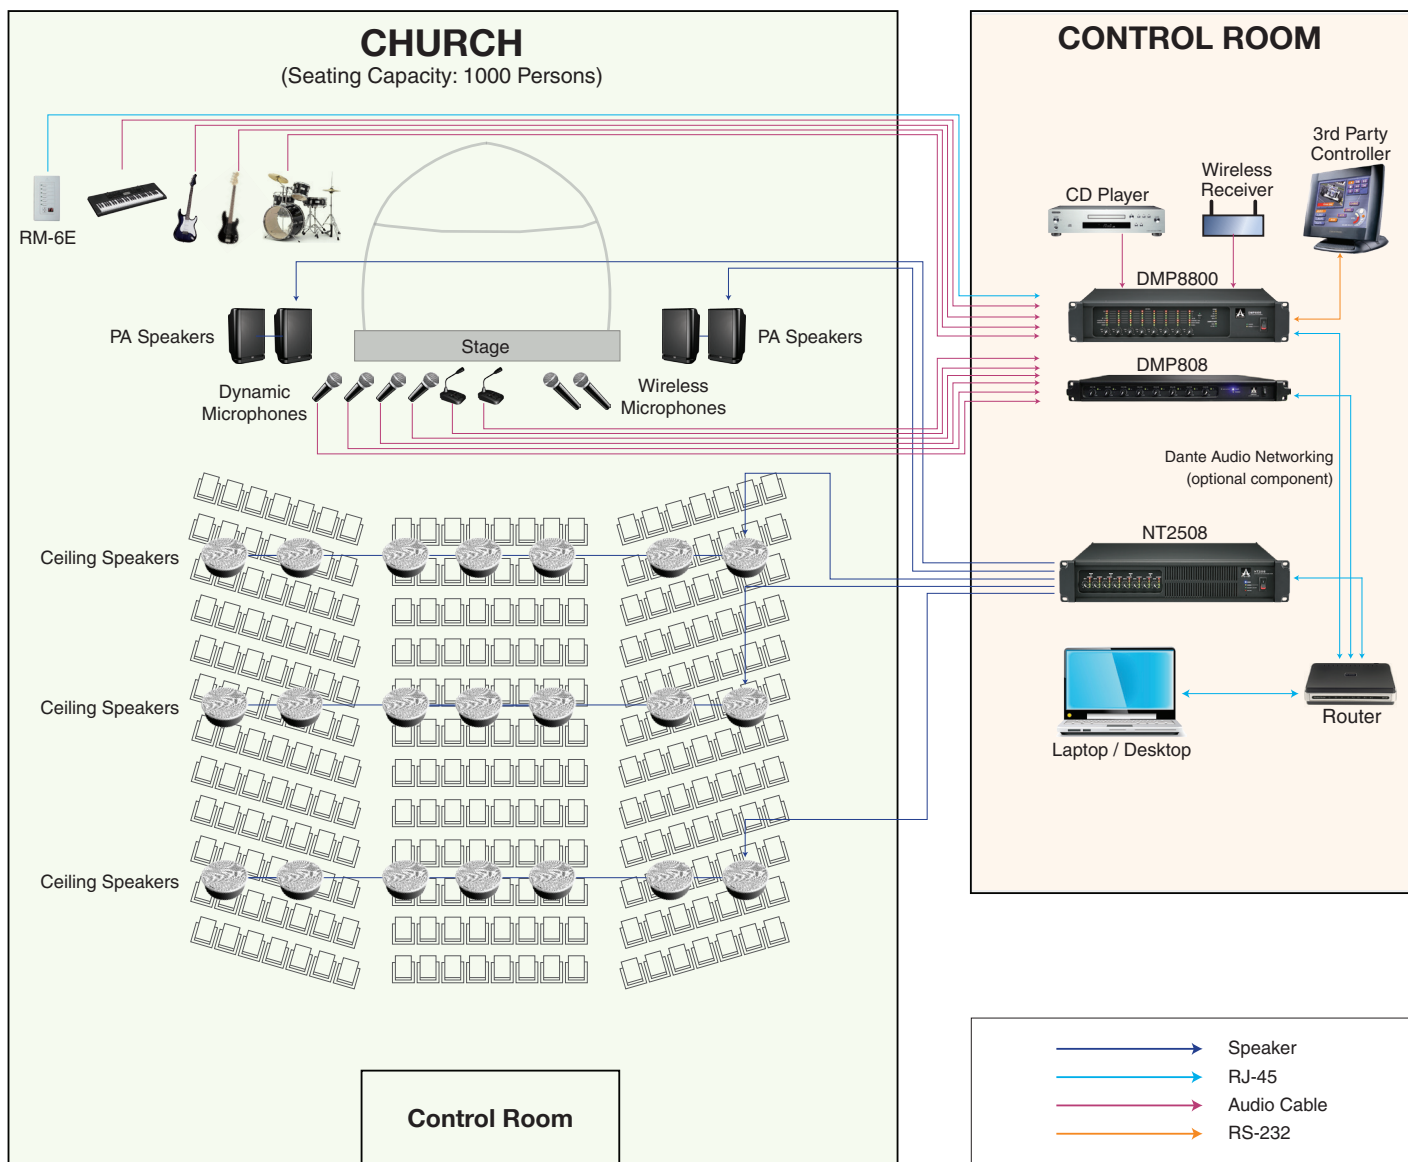 CHURCH
(Seating Capacity: 1000 Persons)
CONTROL ROOM
3rd Party
Controller
Wireless
Receiver
CD Player
RM-6E
DMP8800
PA Speakers
Stage
PA Speakers
DMP808
Dynamic
Microphones
Wireless
Microphones
Dante Audio Networking
(optional component)
NT2508
Ceiling Speakers
Ceiling Speakers
Router
Laptop / Desktop
Ceiling Speakers
Speaker
RJ-45
Audio Cable
RS-232
Control Room